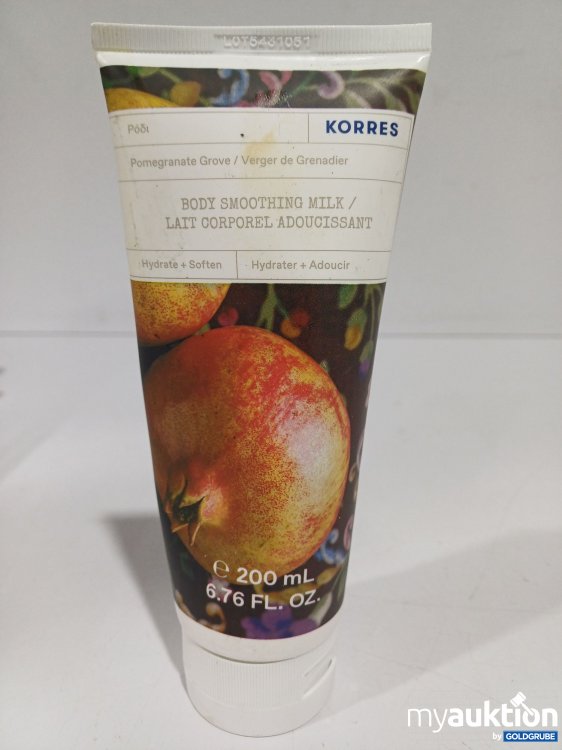 LOT5431051
Ρόδι
KORRES
Pomegranate Grove / Verger de Grenadier
BODY SMOOTHING MILK /
LAIT CORPOREL ADOUCISSANT
Hydrate + Soften
Hydrater + Adoucir
℮ 200 mL
6.76 FL. OZ.
myauktion
by GOLDGRUBE